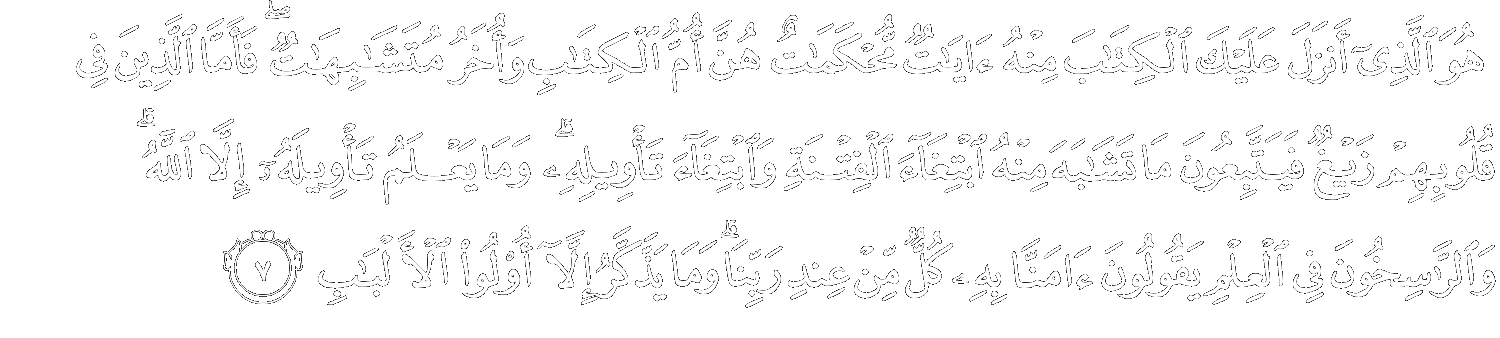 هُوَ ٱلَّذِىٓ أَنزَلَ عَلَيْكَ ٱلْكِتَـٰبَ مِنْهُ ءَايَـٰتٌ مُّحْكَمَـٰتٌ هُنَّ أُمُّ ٱلْكِتَـٰبِ وَأُخَرُ مُتَشَـٰبِهَـٰتٌ ۖ فَأَمَّا ٱلَّذِينَ فِى
قُلُوبِهِمْ زَيْغٌ فَيَتَّبِعُونَ مَا تَشَـٰبَهَ مِنْهُ ٱبْتِغَآءَ ٱلْفِتْنَةِ وَٱبْتِغَآءَ تَأْوِيلِهِۦ ۗ وَمَا يَعْلَمُ تَأْوِيلَهُۥٓ إِلَّا ٱللَّهُ ۗ
وَٱلرَّٰسِخُونَ فِى ٱلْعِلْمِ يَقُولُونَ ءَامَنَّا بِهِۦ كُلٌّ مِّنْ عِندِ رَبِّنَا ۗ وَمَا يَذَّكَّرُ إِلَّآ أُو۟لُوا۟ ٱلْأَلْبَـٰبِ ٧